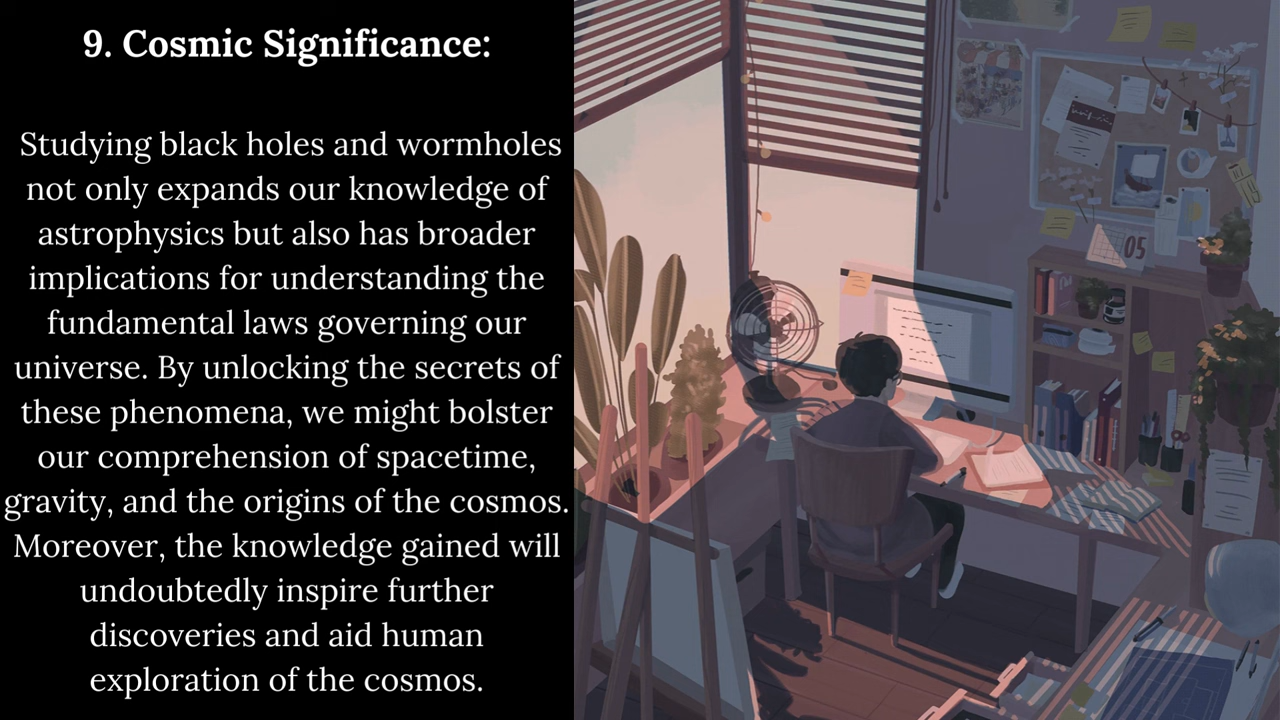 9. Cosmic Significance:
Studying black holes and wormholes
not only expands our knowledge of
astrophysics but also has broader
implications for understanding the
fundamental laws governing our
universe. By unlocking the secrets of
these phenomena, we might bolster
our comprehension of spacetime,
gravity, and the origins of the cosmos.
Moreover, the knowledge gained will
undoubtedly inspire further
discoveries and aid human
exploration of the cosmos.
05